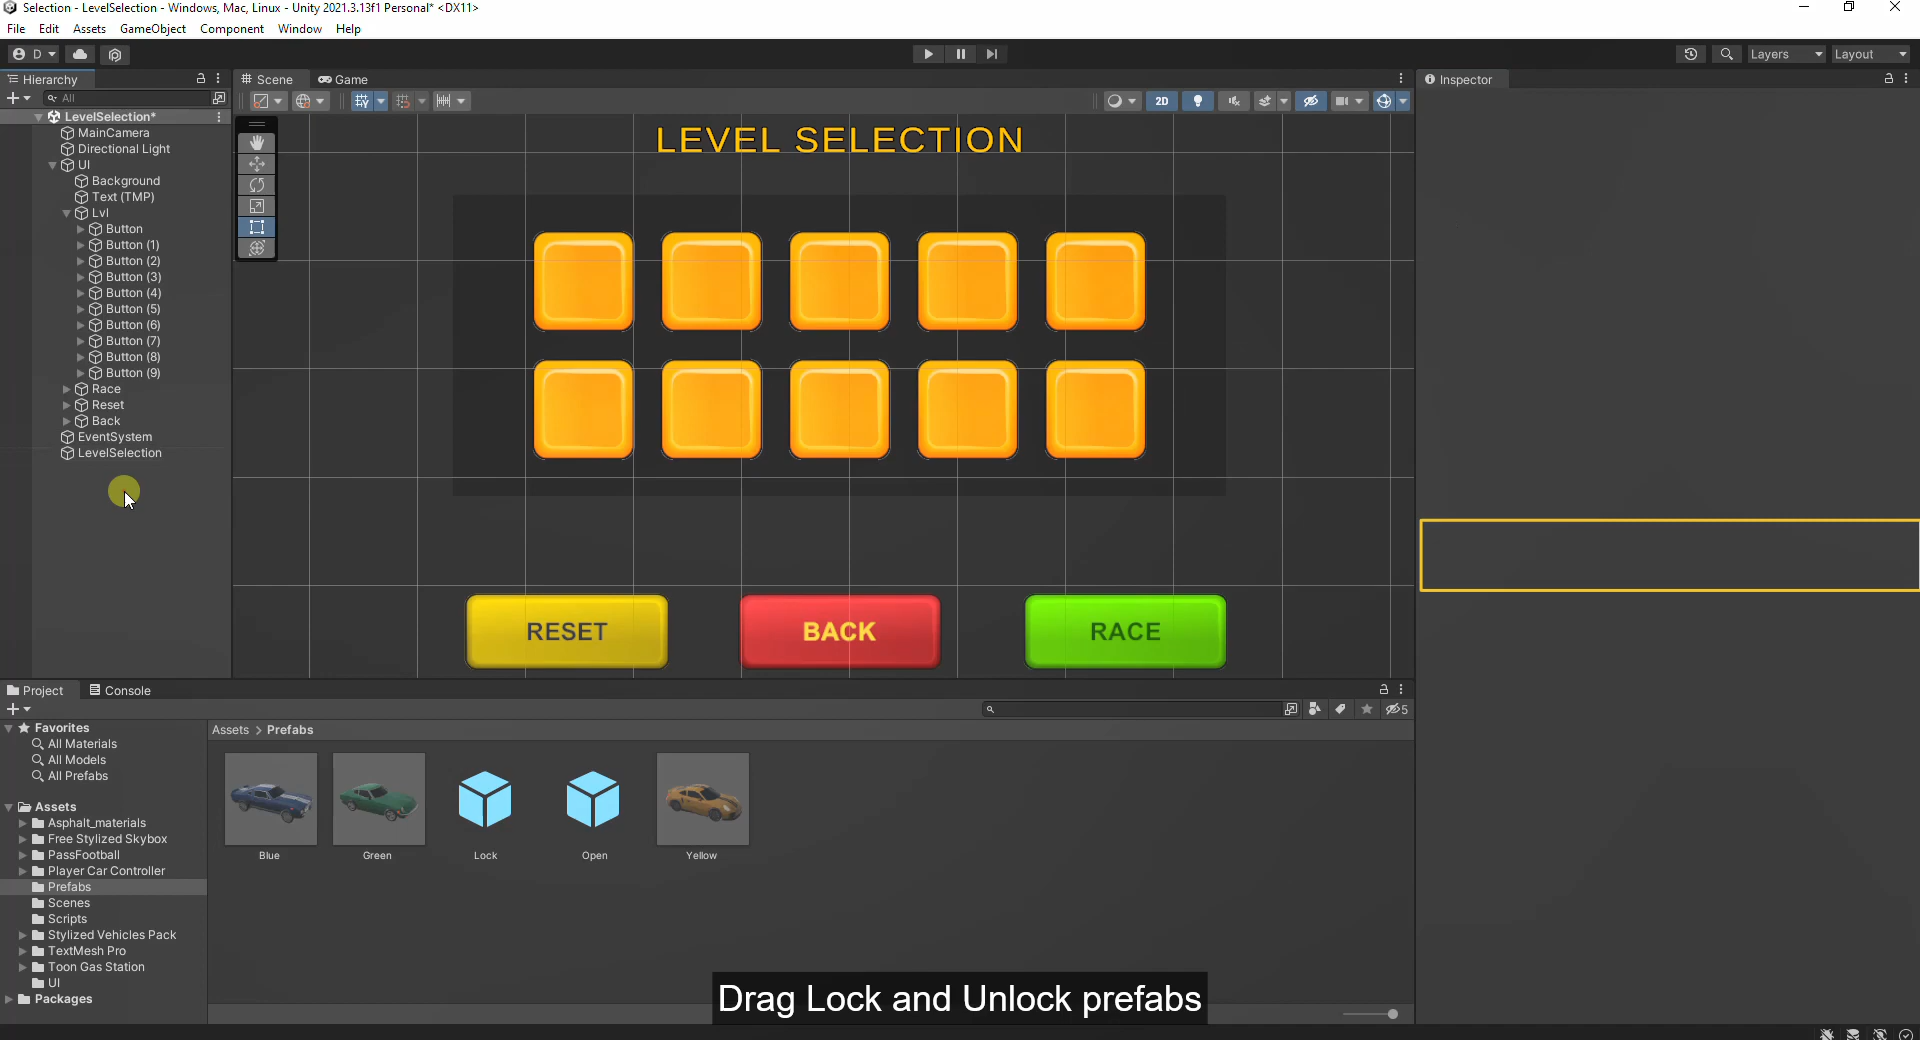 Selection - LevelSelection - Windows, Mac, Linux - Unity 2021.3.13f1 Personal* <DX11>
File Edit Assets GameObject Component Window Help
D
Layers
Layout
Hierarchy
Scene
Game
Inspector
All
2D
LevelSelection*
MainCamera
Directional Light
UI
Background
Text (TMP)
Lvl
Button
Button (1)
Button (2)
Button (3)
Button (4)
Button (5)
Button (6)
Button (7)
Button (8)
Button (9)
Race
Reset
Back
EventSystem
LevelSelection
LEVEL SELECTION
RESET
BACK
RACE
Project
Console
5
Favorites
All Materials
All Models
All Prefabs
Assets
Asphalt_materials
Free Stylized Skybox
PassFootball
Player Car Controller
Prefabs
Scenes
Scripts
Stylized Vehicles Pack
TextMesh Pro
Toon Gas Station
UI
Packages
Assets > Prefabs
Blue
Green
Lock
Open
Yellow
Drag Lock and Unlock prefabs